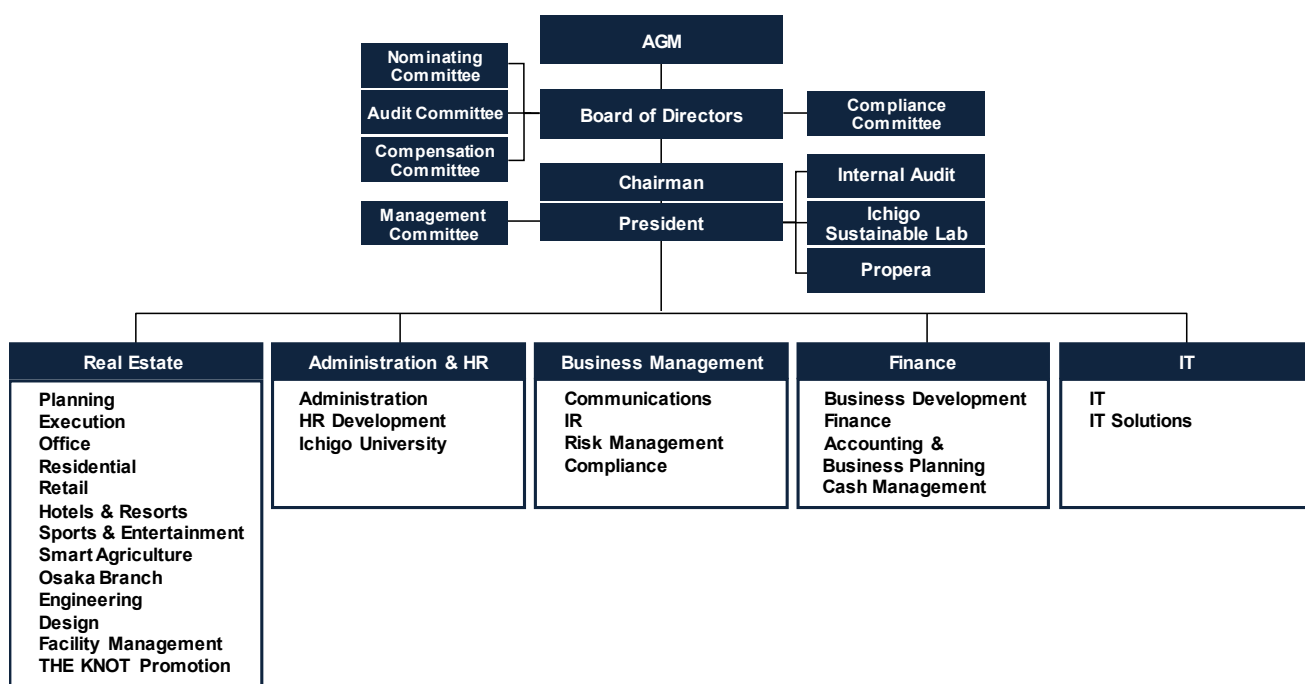 AGM
Nominating
Committee
Audit Committee
Compensation
Committee
Board of Directors
Compliance
Committee
Chairman
President
Management
Committee
Internal Audit
Ichigo
Sustainable Lab
Propera
Real Estate
Planning
Execution
Office
Residential
Retail
Hotels & Resorts
Sports & Entertainment
Smart Agriculture
Osaka Branch
Engineering
Design
Facility Management
THE KNOT Promotion
Administration & HR
Administration
HR Development
Ichigo University
Business Management
Communications
IR
Risk Management
Compliance
Finance
Business Development
Finance
Accounting &
Business Planning
Cash Management
IT
IT
IT Solutions